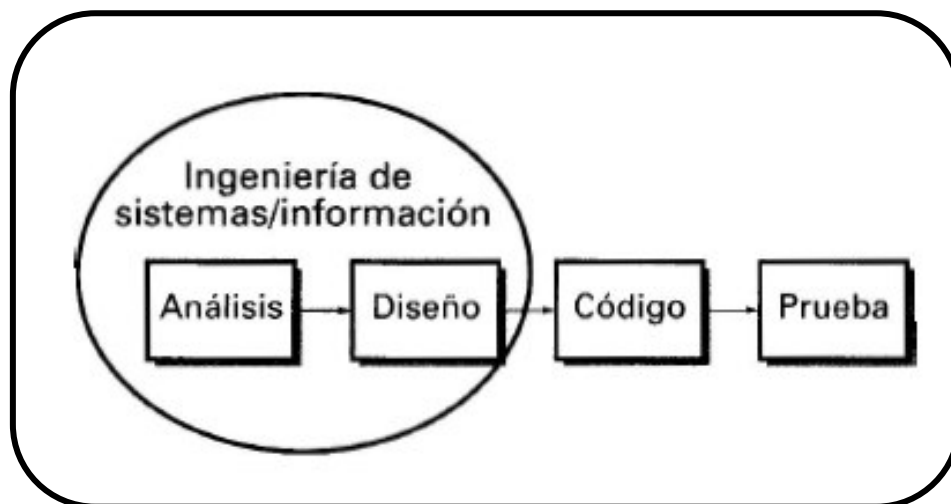 Ingeniería de
sistemas/información
Análisis
Diseño
Código
Prueba